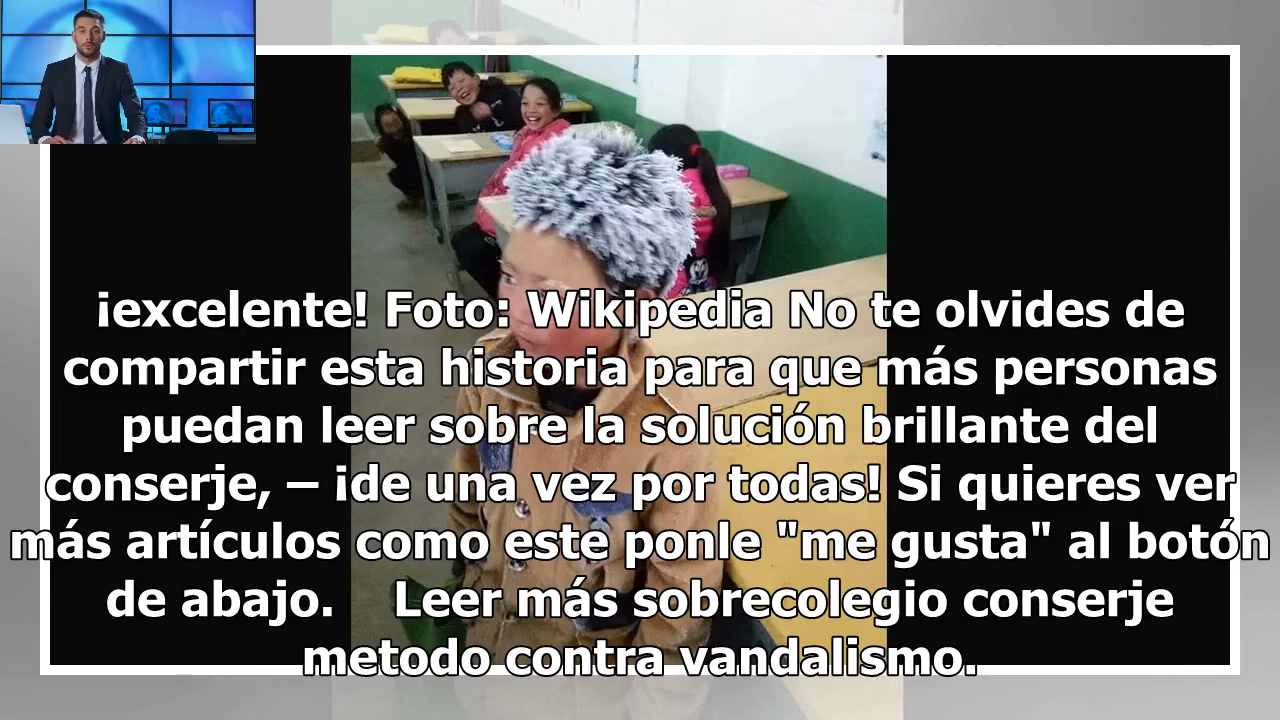 ¡excelente! Foto: Wikipedia No te olvides de
compartir esta historia para que más personas
puedan leer sobre la solución brillante del
conserje, – ¡de una vez por todas! Si quieres ver
más artículos como este ponle "me gusta" al botón
de abajo. Leer más sobrecolegio conserje
metodo contra vandalismo.